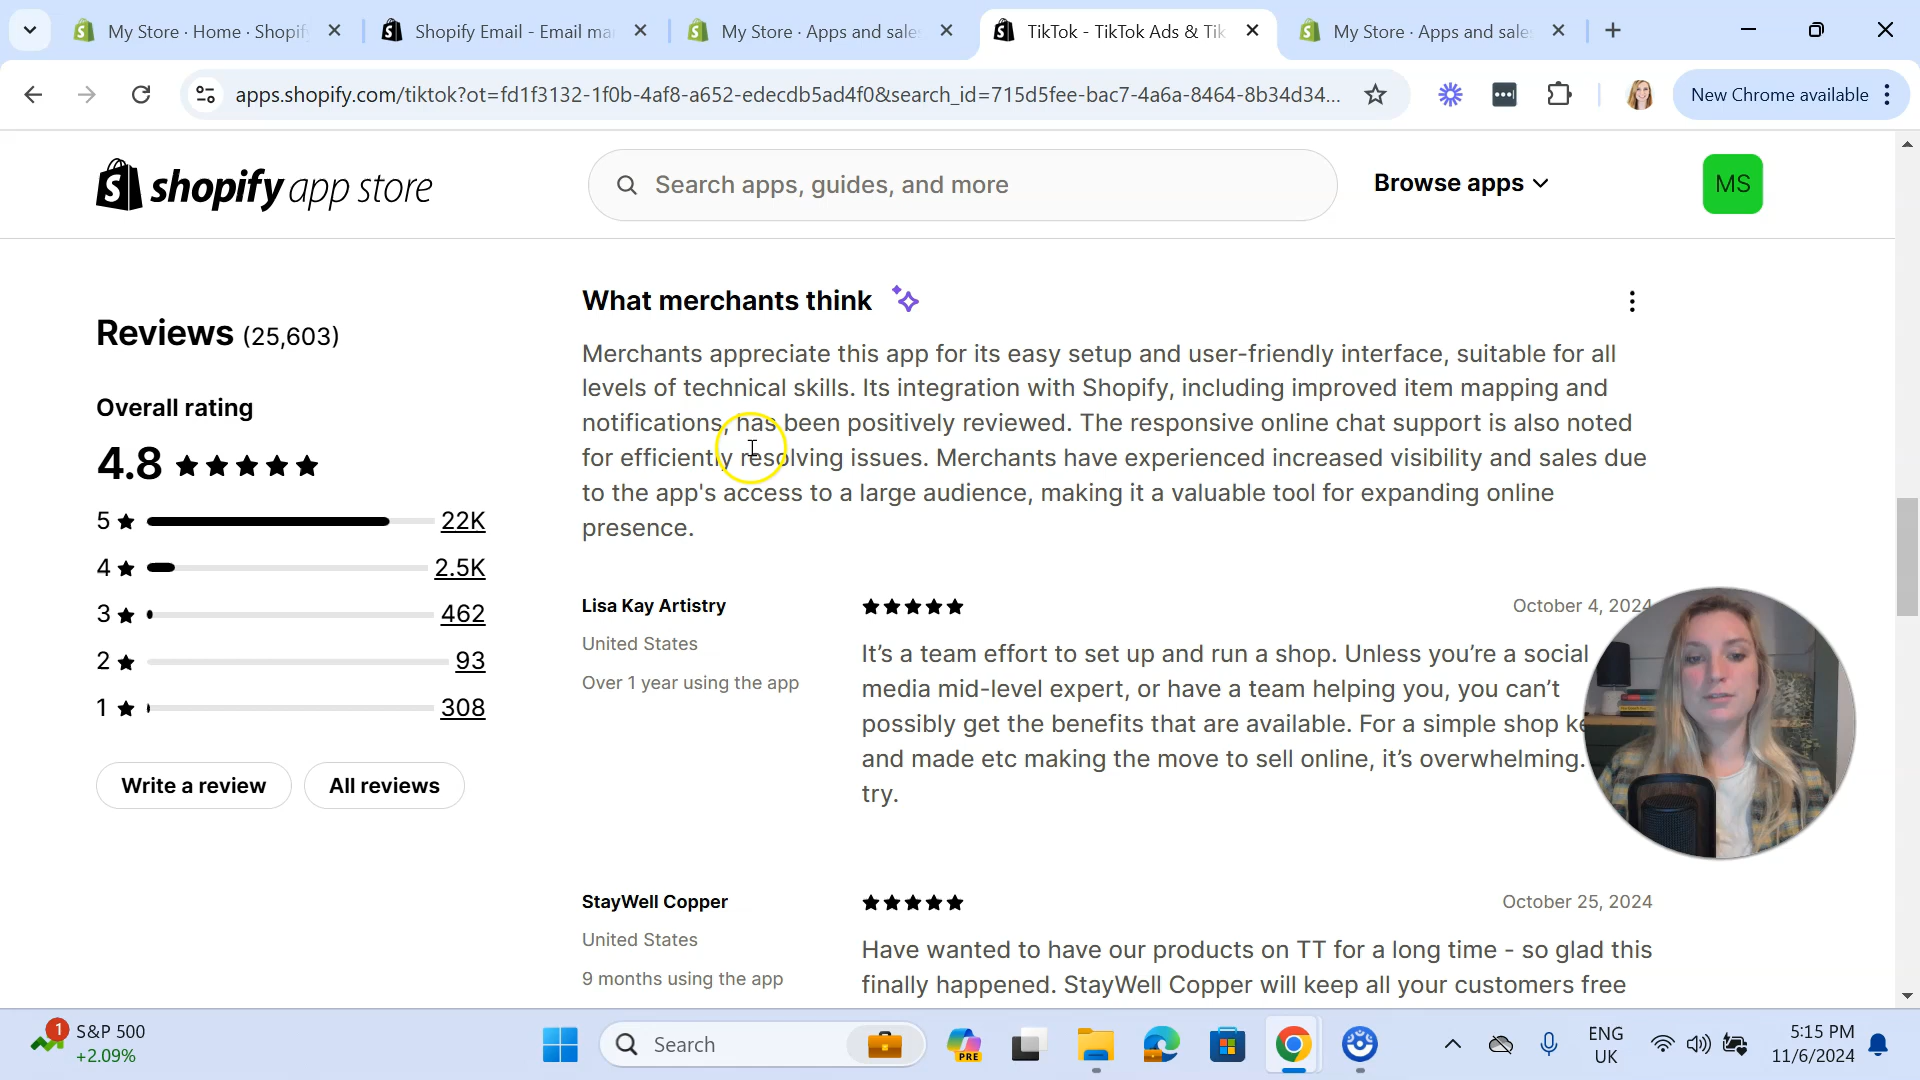 My Store · Home · Shopif
Shopify Email - Email ma
My Store · Apps and sale
TikTok - TikTok Ads & Tik
My Store · Apps and sale
apps.shopify.com/tiktok?ot=fd1f3132-1f0b-4af8-a652-edecdb5ad4f0&search_id=715d5fee-bac7-4a6a-8464-8b34d34...
New Chrome available
shopify app store
Search apps, guides, and more
Browse apps
MS
Reviews (25,603)
Overall rating
4.8
5 22K
4 2.5K
3 462
2 93
1 308
Write a review
All reviews
What merchants think
Merchants appreciate this app for its easy setup and user-friendly interface, suitable for all
levels of technical skills. Its integration with Shopify, including improved item mapping and
notifications, has been positively reviewed. The responsive online chat support is also noted
for efficiently resolving issues. Merchants have experienced increased visibility and sales due
to the app's access to a large audience, making it a valuable tool for expanding online
presence.
Lisa Kay Artistry
United States
Over 1 year using the app
October 4, 2024
It's a team effort to set up and run a shop. Unless you're a social
media mid-level expert, or have a team helping you, you can't
possibly get the benefits that are available. For a simple shop ke
and made etc making the move to sell online, it's overwhelming.
try.
StayWell Copper
United States
9 months using the app
October 25, 2024
Have wanted to have our products on TT for a long time - so glad this
finally happened. StayWell Copper will keep all your customers free
1
S&P 500
+2.09%
Search
PRE
ENG
UK
5:15 PM
11/6/2024